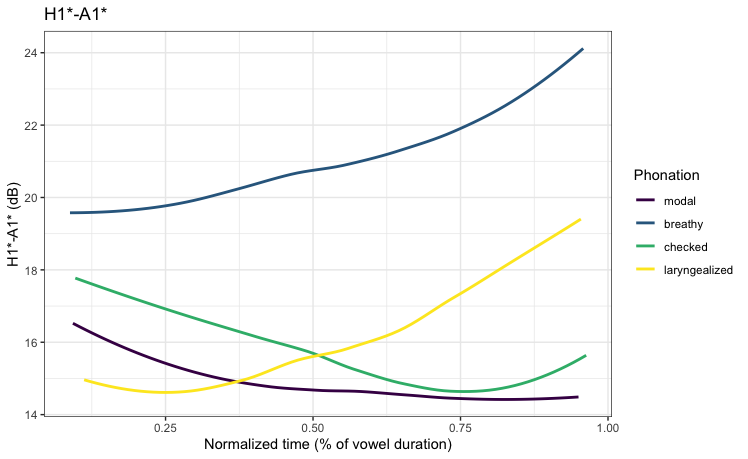 H1*-A1*
H1*-A1* (dB)
24
22
20
18
16
14
0.25
0.50
0.75
1.00
Normalized time (% of vowel duration)
Phonation
modal
breathy
checked
laryngealized